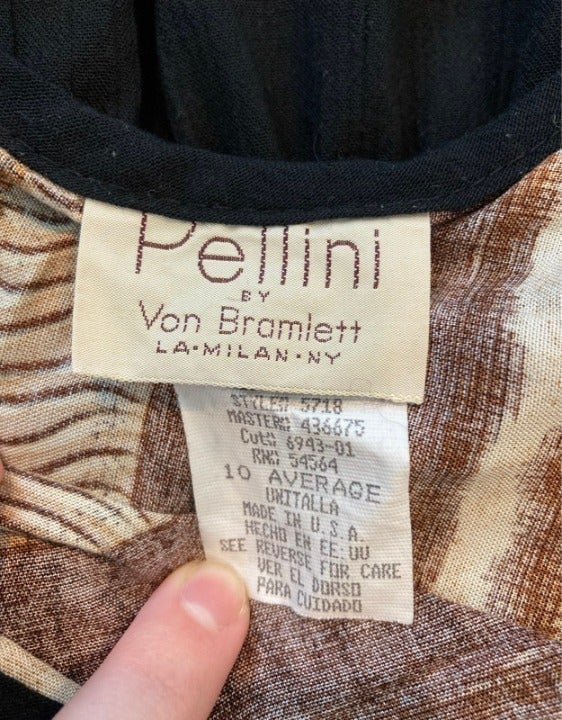 Pellini
BY
Von Bramlett
LA•MILAN•NY
STYLE# 5718
MASTER# 436675
Cut# 6943-01
RN# 54564
10 AVERAGE
UNITALLA
MADE IN U.S.A.
HECHO EN EE:UU
SEE REVERSE FOR CARE
VER EL DORSO
PARA CUIDADO